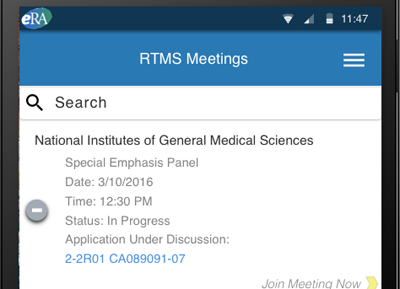 eRA
11:47
RTMS Meetings
Search
National Institutes of General Medical Sciences
Special Emphasis Panel
Date: 3/10/2016
Time: 12:30 PM
Status: In Progress
Application Under Discussion:
2-2R01 CA089091-07
Join Meeting Now